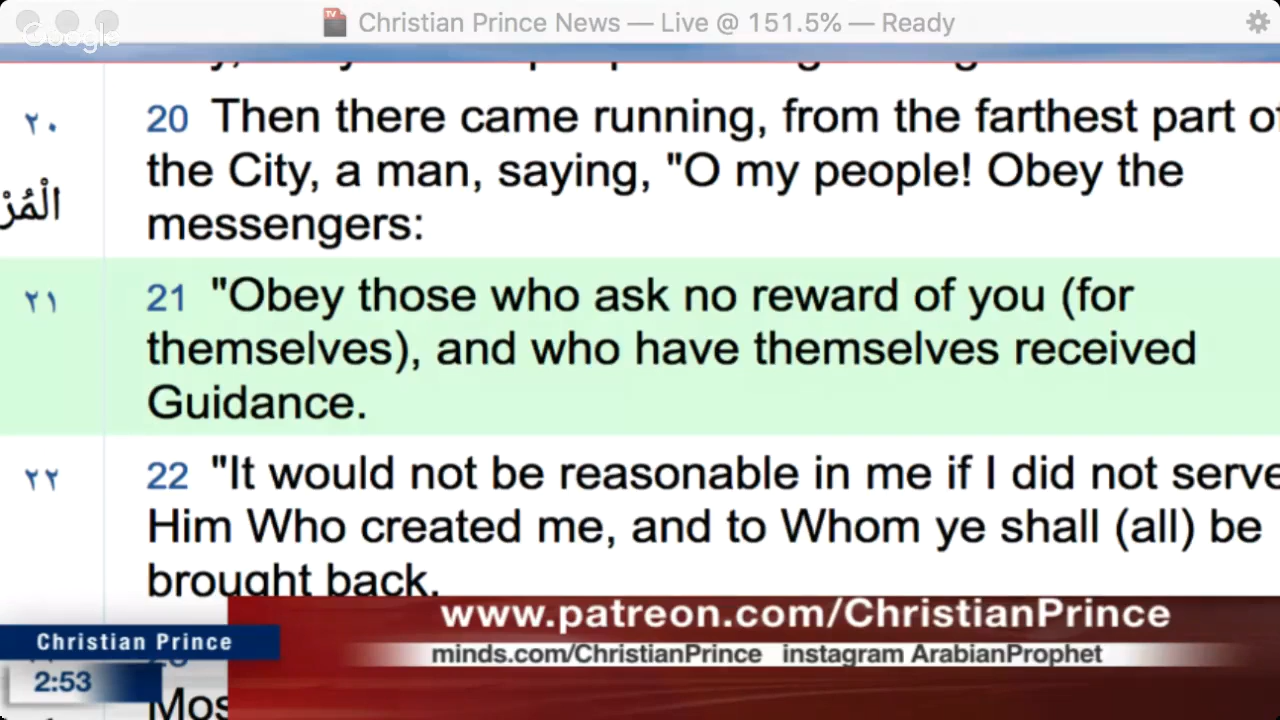 Christian Prince News — Live @ 151.5% — Ready
Google
٢٠
20 Then there came running, from the farthest part of
the City, a man, saying, "O my people! Obey the
الْمُرْ
messengers:
٢١
21 "Obey those who ask no reward of you (for
themselves), and who have themselves received
Guidance.
٢٢
22 "It would not be reasonable in me if I did not serve
Him Who created me, and to Whom ye shall (all) be
brought back.
www.patreon.com/ChristianPrince
Christian Prince
minds.com/ChristianPrince instagram ArabianProphet
2:53
Mos